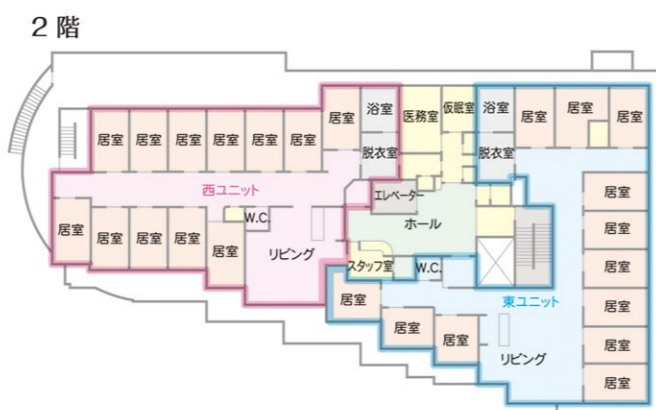 2階
居室
浴室
医務室
仮眠室
浴室
居室
居室
居室
居室
居室
居室
居室
居室
居室
脱衣室
脱衣室
西ユニット
エレベーター
居室
居室
居室
居室
居室
居室
W.C.
ホール
居室
居室
リビング
スタッフ室
W.C.
居室
居室
東ユニット
居室
居室
居室
リビング
居室
居室